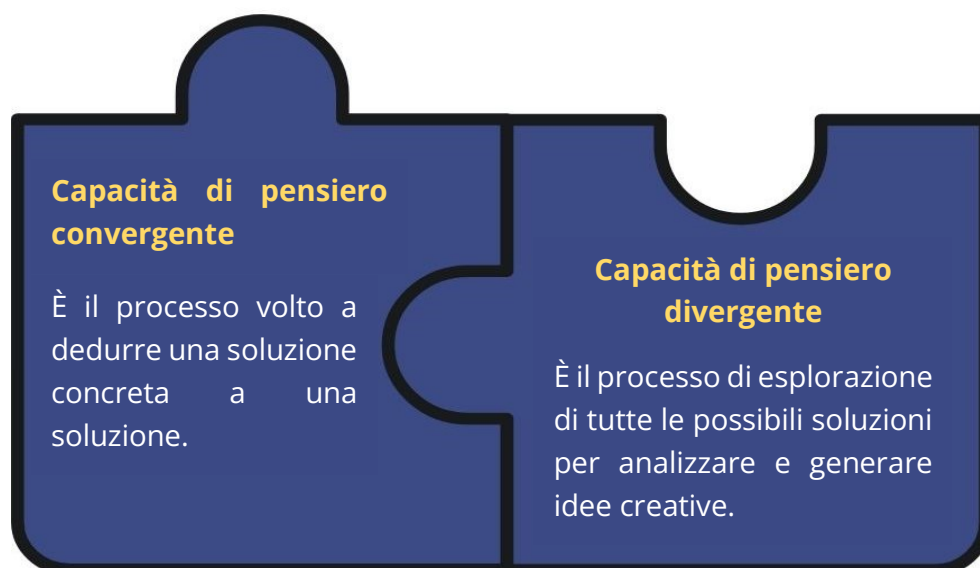 Capacità di pensiero
convergente
È il processo volto a
dedurre una soluzione
concreta a una
soluzione.
Capacità di pensiero
divergente
È il processo di esplorazione
di tutte le possibili soluzioni
per analizzare e generare
idee creative.